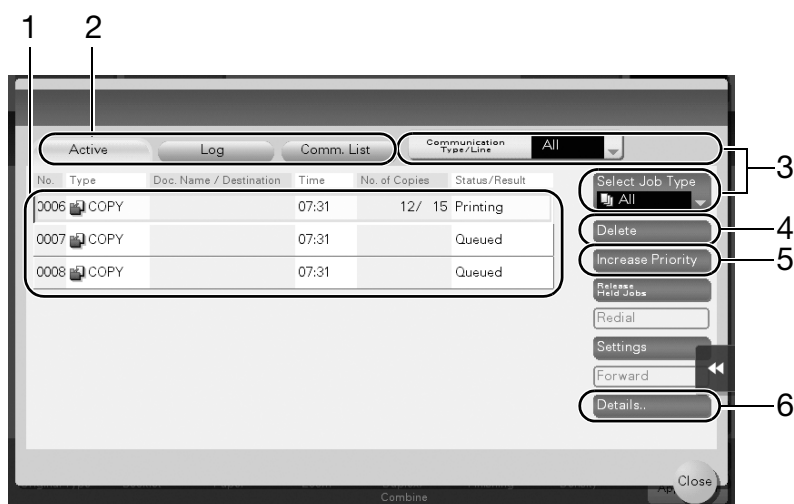 1
2
Active Log Comm. List Communication Type/Line All
3
No. Type Doc. Name / Destination Time No. of Copies Status/Result
Select Job Type
All
0006 COPY 07:31 12/ 15 Printing
Delete
4
0007 COPY 07:31 Queued
Increase Priority
5
0008 COPY 07:31 Queued
Release
Held Jobs
Redial
Settings
Forward
Details..
6
Close
Combine